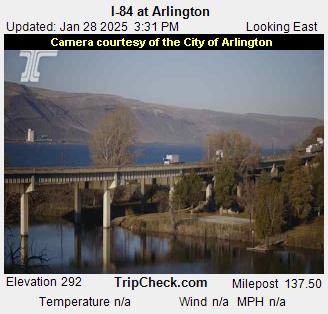 I-84 at Arlington
Updated: Jan 28 2025 3:31 PM Looking East
Camera courtesy of the City of Arlington
Elevation 292 TripCheck.com Milepost 137.50
Temperature n/a Wind n/a MPH n/a